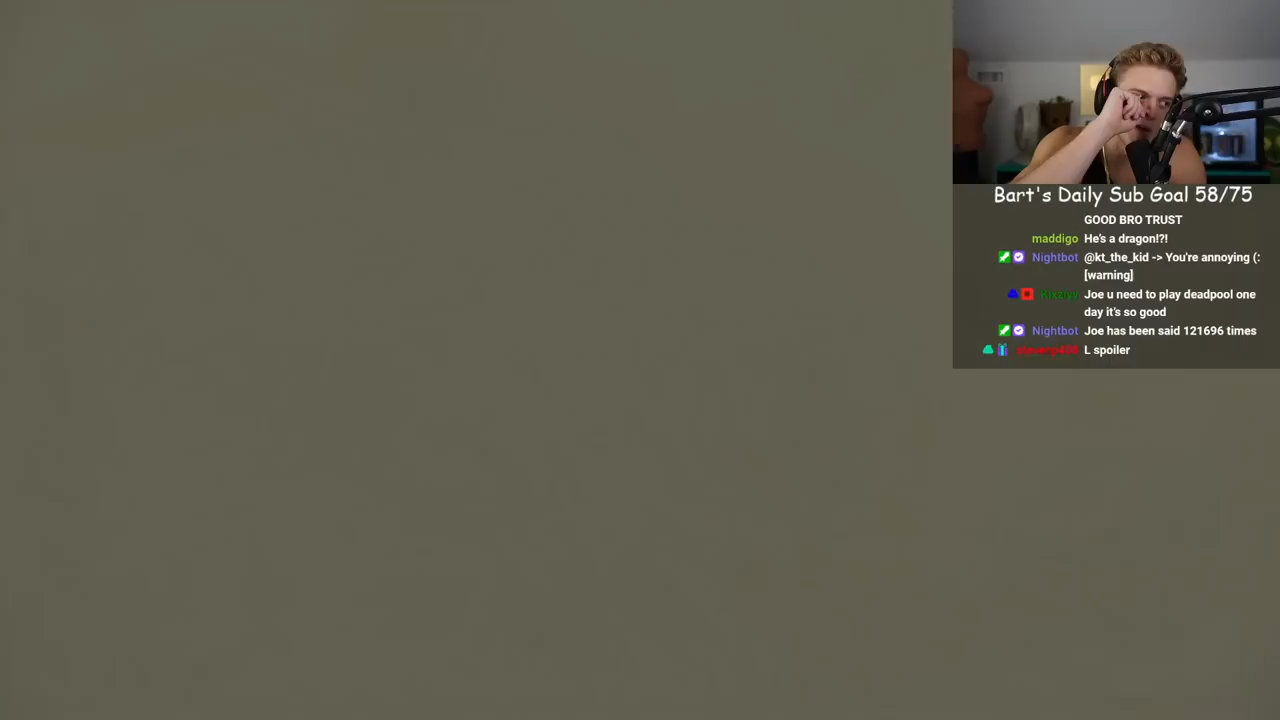 Bart's Daily Sub Goal 58/75
GOOD BRO TRUST
maddigo He's a dragon!?!
Nightbot @kt_the_kid -> You're annoying (:
[warning]
Joe u need to play deadpool one
day it's so good
Nightbot Joe has been said 121696 times
L spoiler